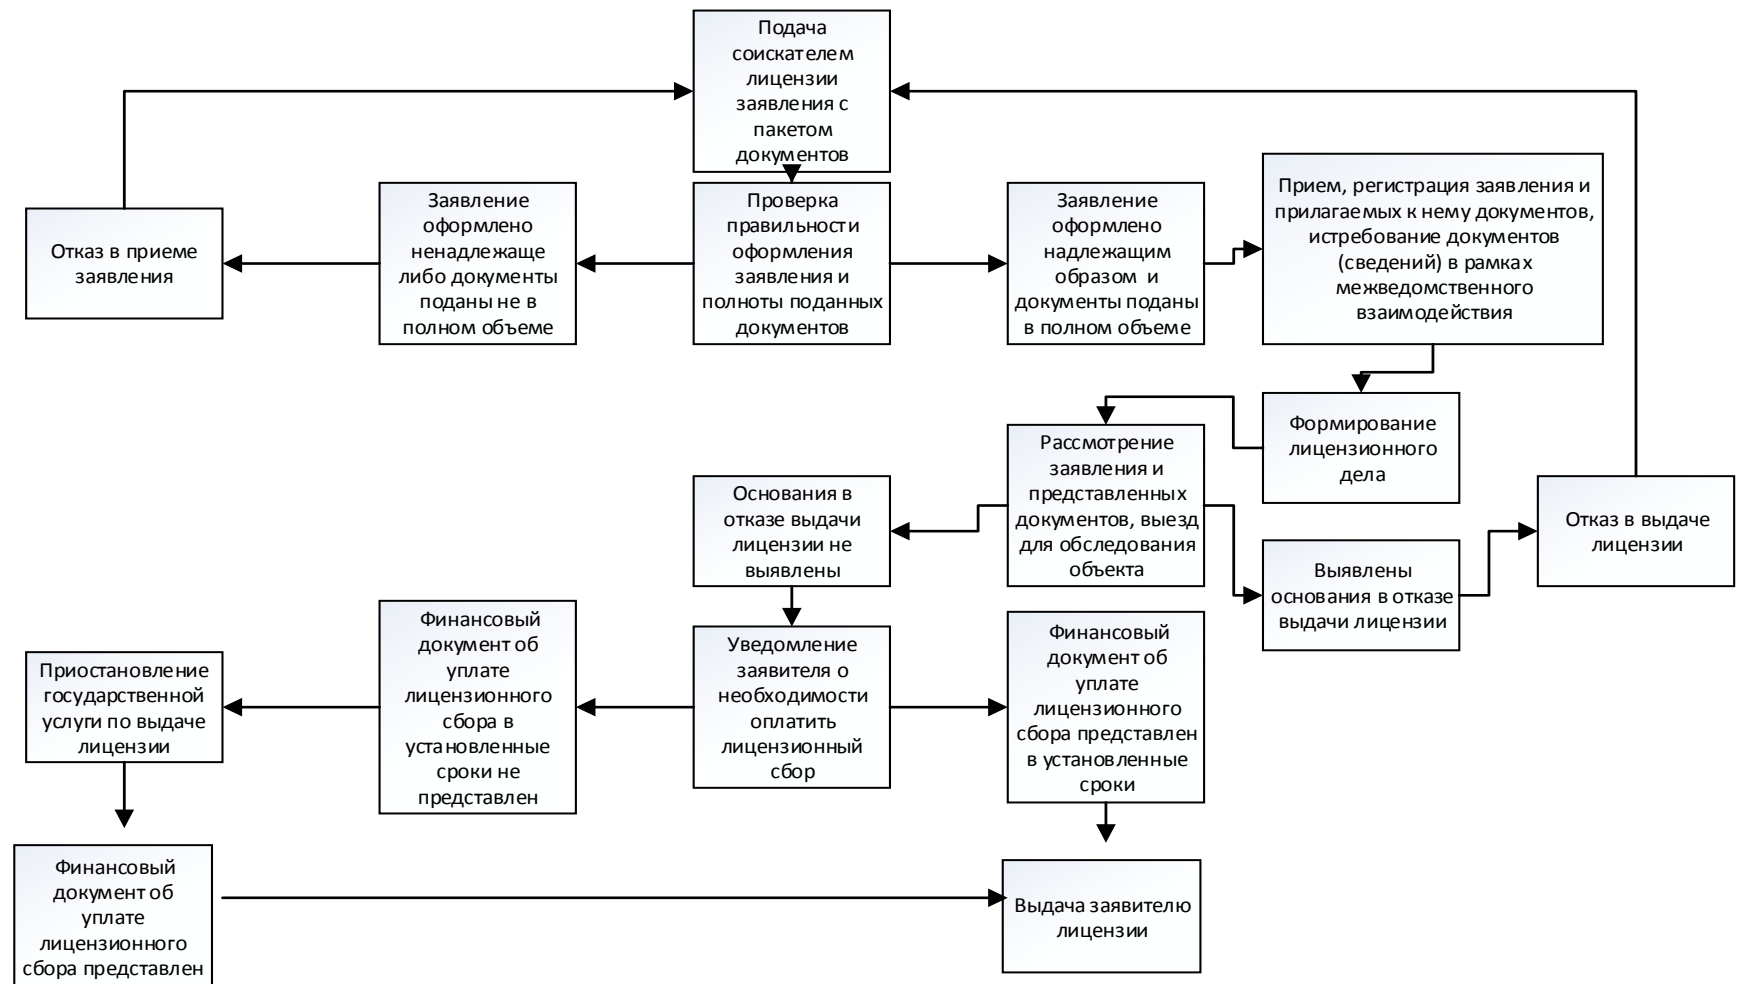 Подача
соискателем
лицензии
заявления с
пакетом
документов
Отказ в приеме
заявления
Заявление
оформлено
ненадлежаще
либо документы
поданы не в
полном объеме
Проверка
правильности
оформления
заявления и
полноты поданных
документов
Заявление
оформлено
надлежащим
образом и
документы поданы
в полном объеме
Прием, регистрация заявления и
прилагаемых к нему документов,
истребование документов
(сведений) в рамках
межведомственного
взаимодействия
Формирование
лицензионного
дела
Рассмотрение
заявления и
представленных
документов, выезд
для обследования
объекта
Основания в
отказе выдачи
лицензии не
выявлены
Выявлены
основания в отказе
выдачи лицензии
Отказ в выдаче
лицензии
Уведомление
заявителя о
необходимости
оплатить
лицензионный
сбор
Финансовый
документ об
уплате
лицензионного
сбора в
установленные
сроки не
представлен
Приостановление
государственной
услуги по выдаче
лицензии
Финансовый
документ об
уплате
лицензионного
сбора представлен
в установленные
сроки
Финансовый
документ об
уплате
лицензионного
сбора представлен
Выдача заявителю
лицензии